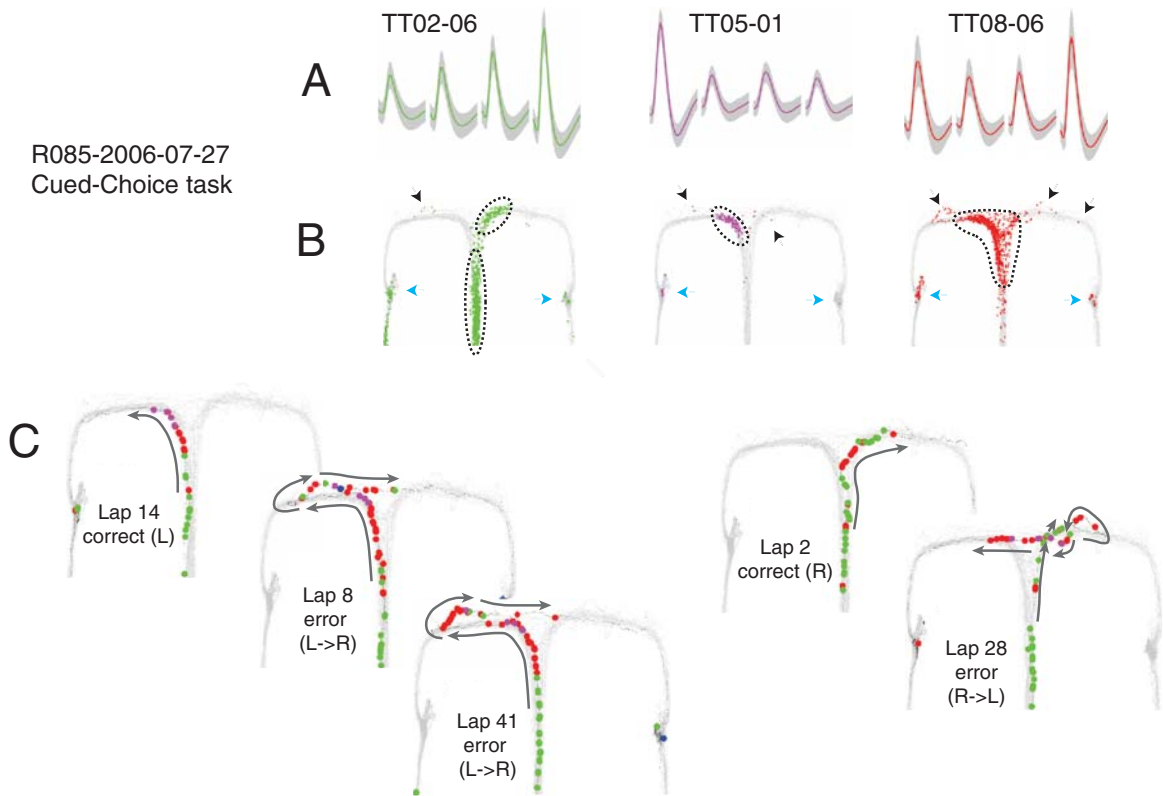 TT02-06 TT05-01 TT08-06
A
R085-2006-07-27
Cued-Choice task
B
C
Lap 14
correct (L)
Lap 8
error
(L->R)
Lap 41
error
(L->R)
Lap 2
correct (R)
Lap 28
error
(R->L)